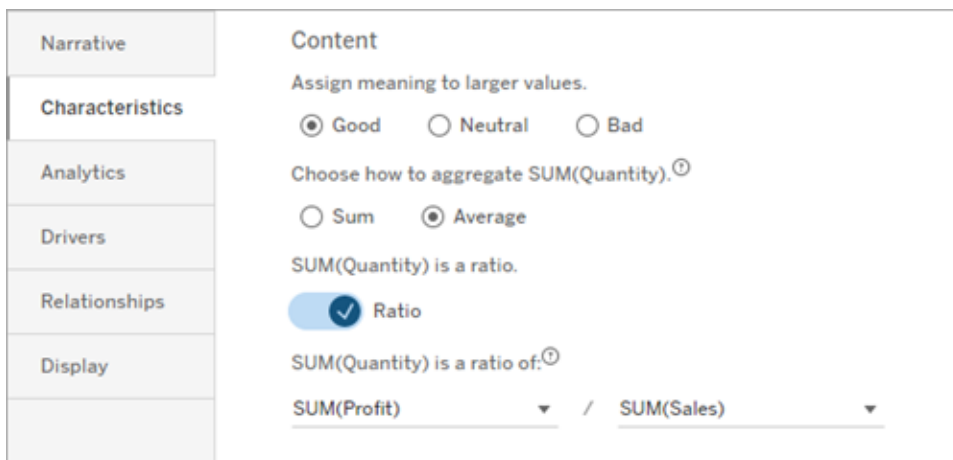 Narrative
Characteristics
Analytics
Drivers
Relationships
Display
Content
Assign meaning to larger values.
Good Neutral Bad
Choose how to aggregate SUM(Quantity).
Sum Average
SUM(Quantity) is a ratio.
Ratio
SUM(Quantity) is a ratio of:
SUM(Profit) / SUM(Sales)